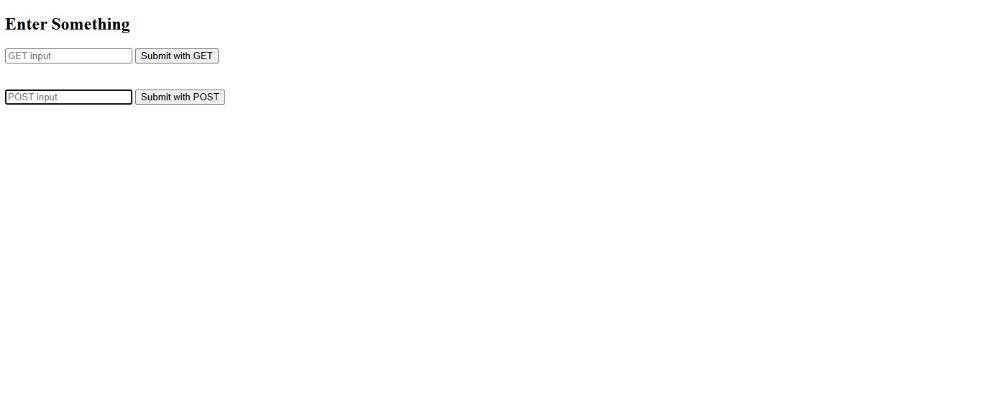 Enter Something
GET input Submit with GET
POST input Submit with POST